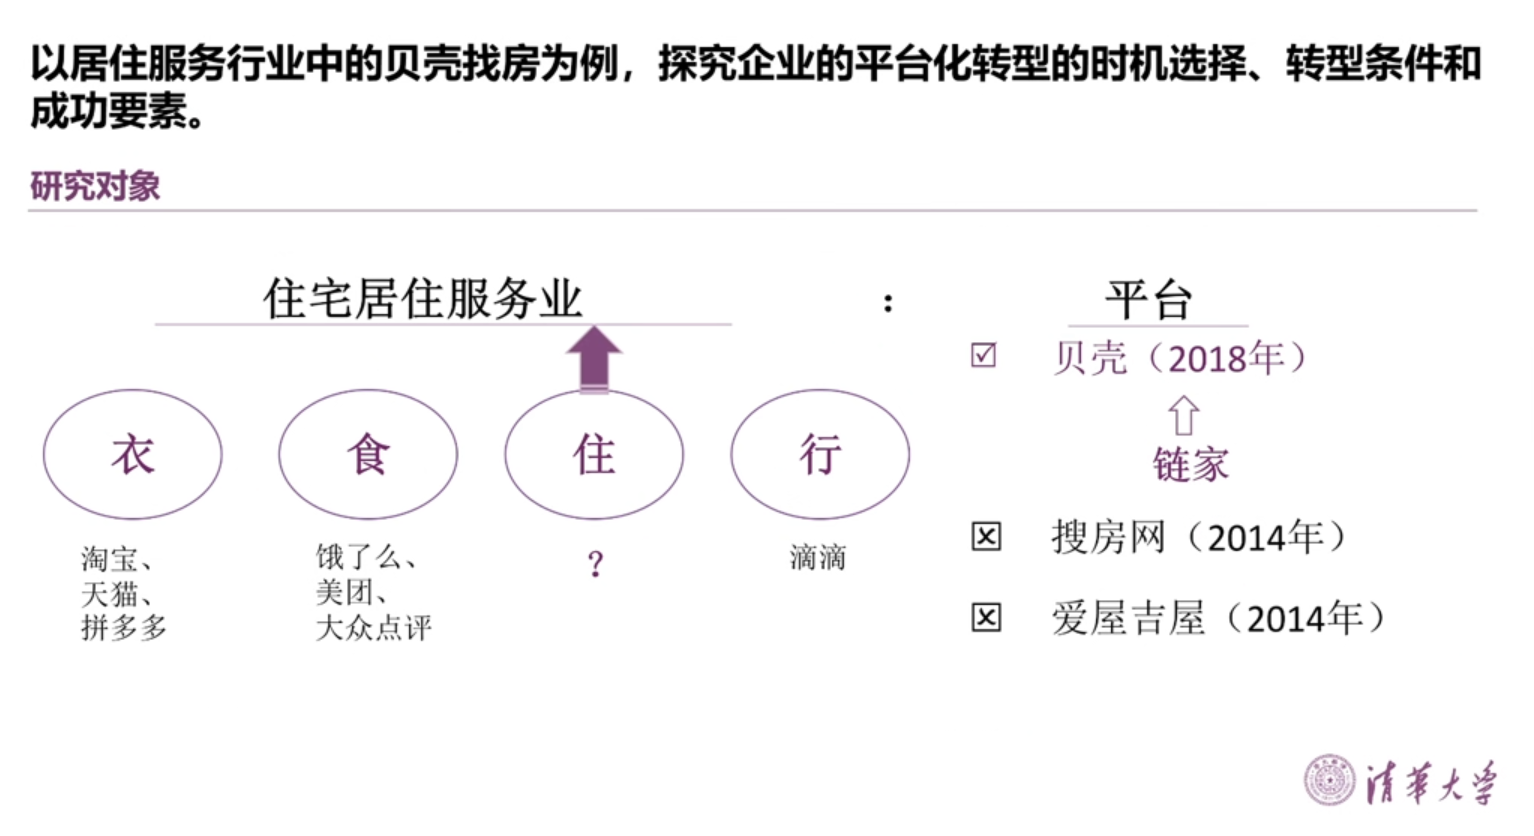 以居住服务行业中的贝壳找房为例，探究企业的平台化转型的时机选择、转型条件和
成功要素。
研究对象
住宅居住服务业
：
平台
衣
食
住
行
淘宝、
天猫、
拼多多
饿了么、
美团、
大众点评
？
滴滴
贝壳（2018年）
链家
搜房网（2014年）
爱屋吉屋（2014年）
清華大学